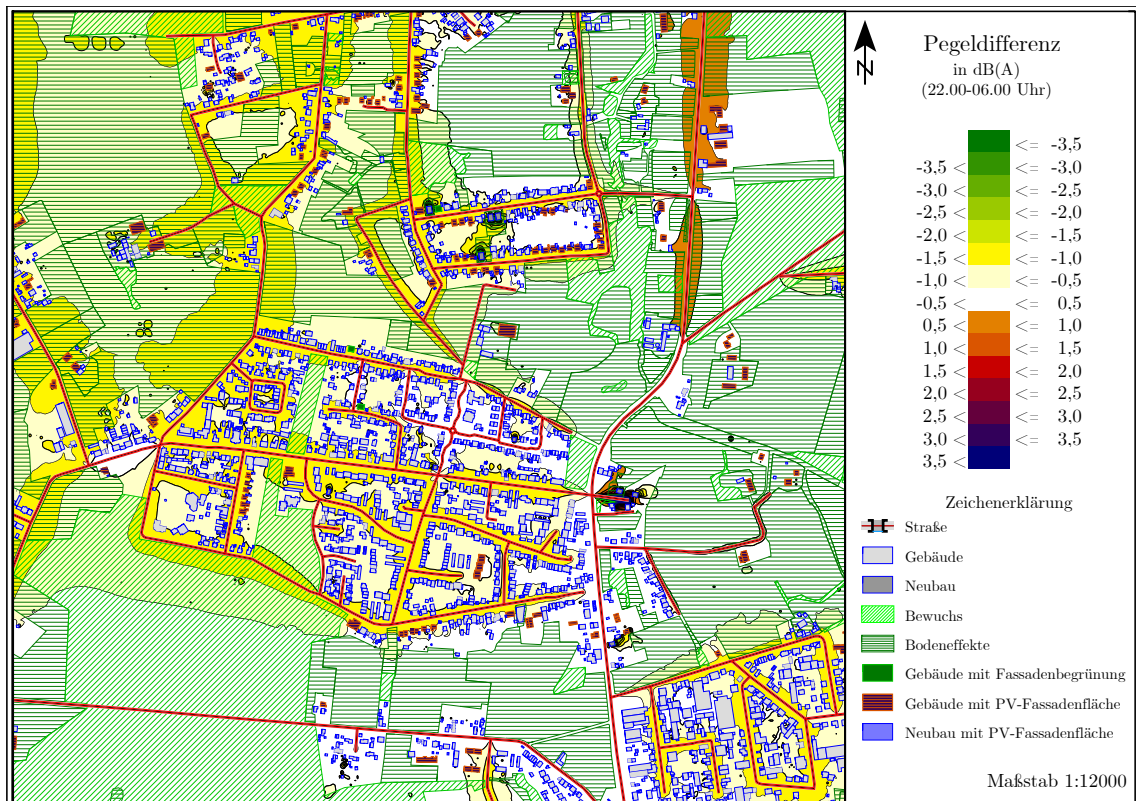 N
Pegeldifferenz
in dB(A)
(22.00-06.00 Uhr)
<= -3,5
-3,5 < <= -3,0
-3,0 < <= -2,5
-2,5 < <= -2,0
-2,0 < <= -1,5
-1,5 < <= -1,0
-1,0 < <= -0,5
-0,5 < <= 0,5
0,5 < <= 1,0
1,0 < <= 1,5
1,5 < <= 2,0
2,0 < <= 2,5
2,5 < <= 3,0
3,0 < <= 3,5
3,5 <
Zeichenerklärung
Straße
Gebäude
Neubau
Bewuchs
Bodeneffekte
Gebäude mit Fassadenbegrünung
Gebäude mit PV-Fassadenfläche
Neubau mit PV-Fassadenfläche
Maßstab 1:12000